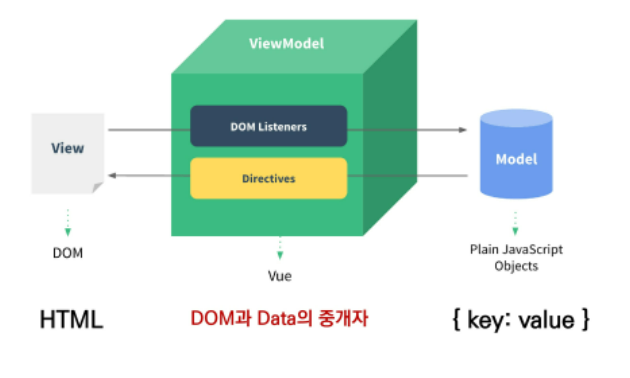 ViewModel
DOM Listeners
View
Model
Directives
DOM
Plain JavaScript
Objects
Vue
HTML
DOM과 Data의 중개자
{ key: value }